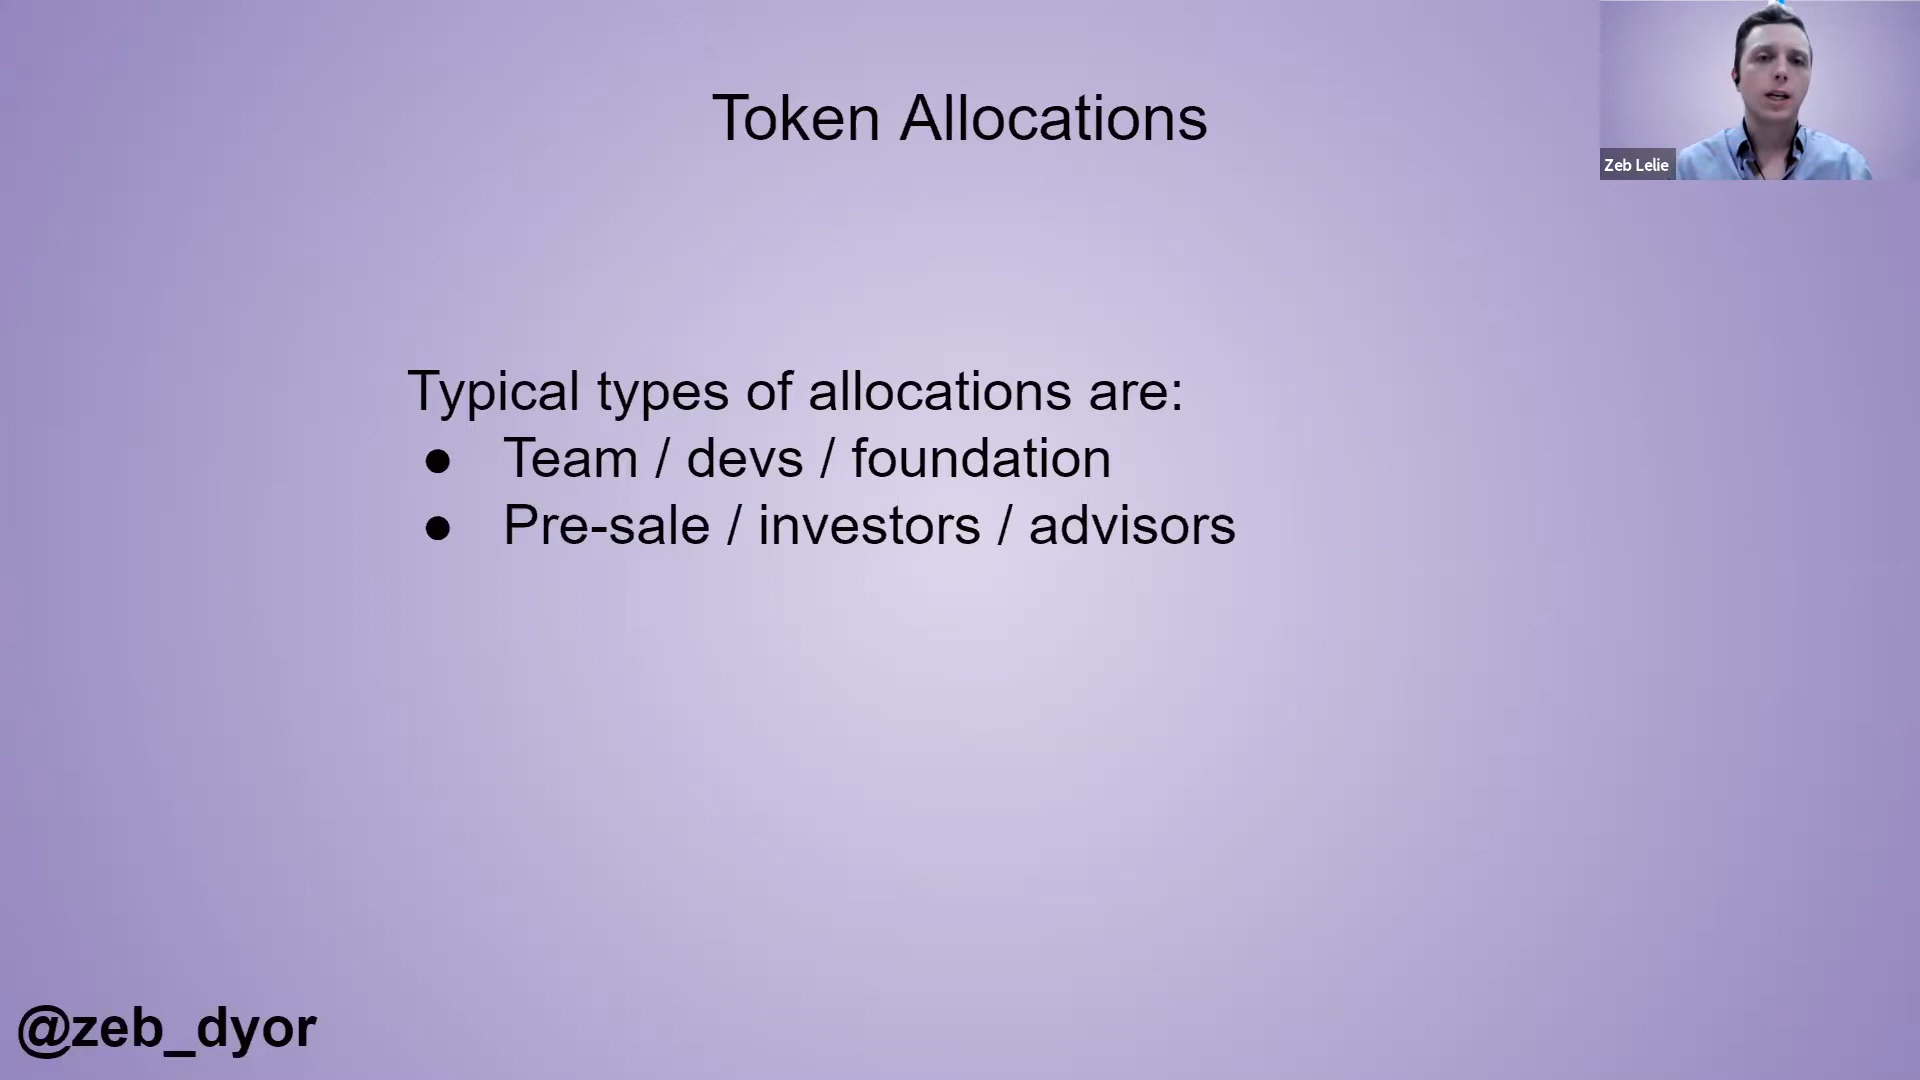 Token Allocations
Zeb Lelie
Typical types of allocations are:
● Team / devs / foundation
● Pre-sale / investors / advisors
@zeb_dyor